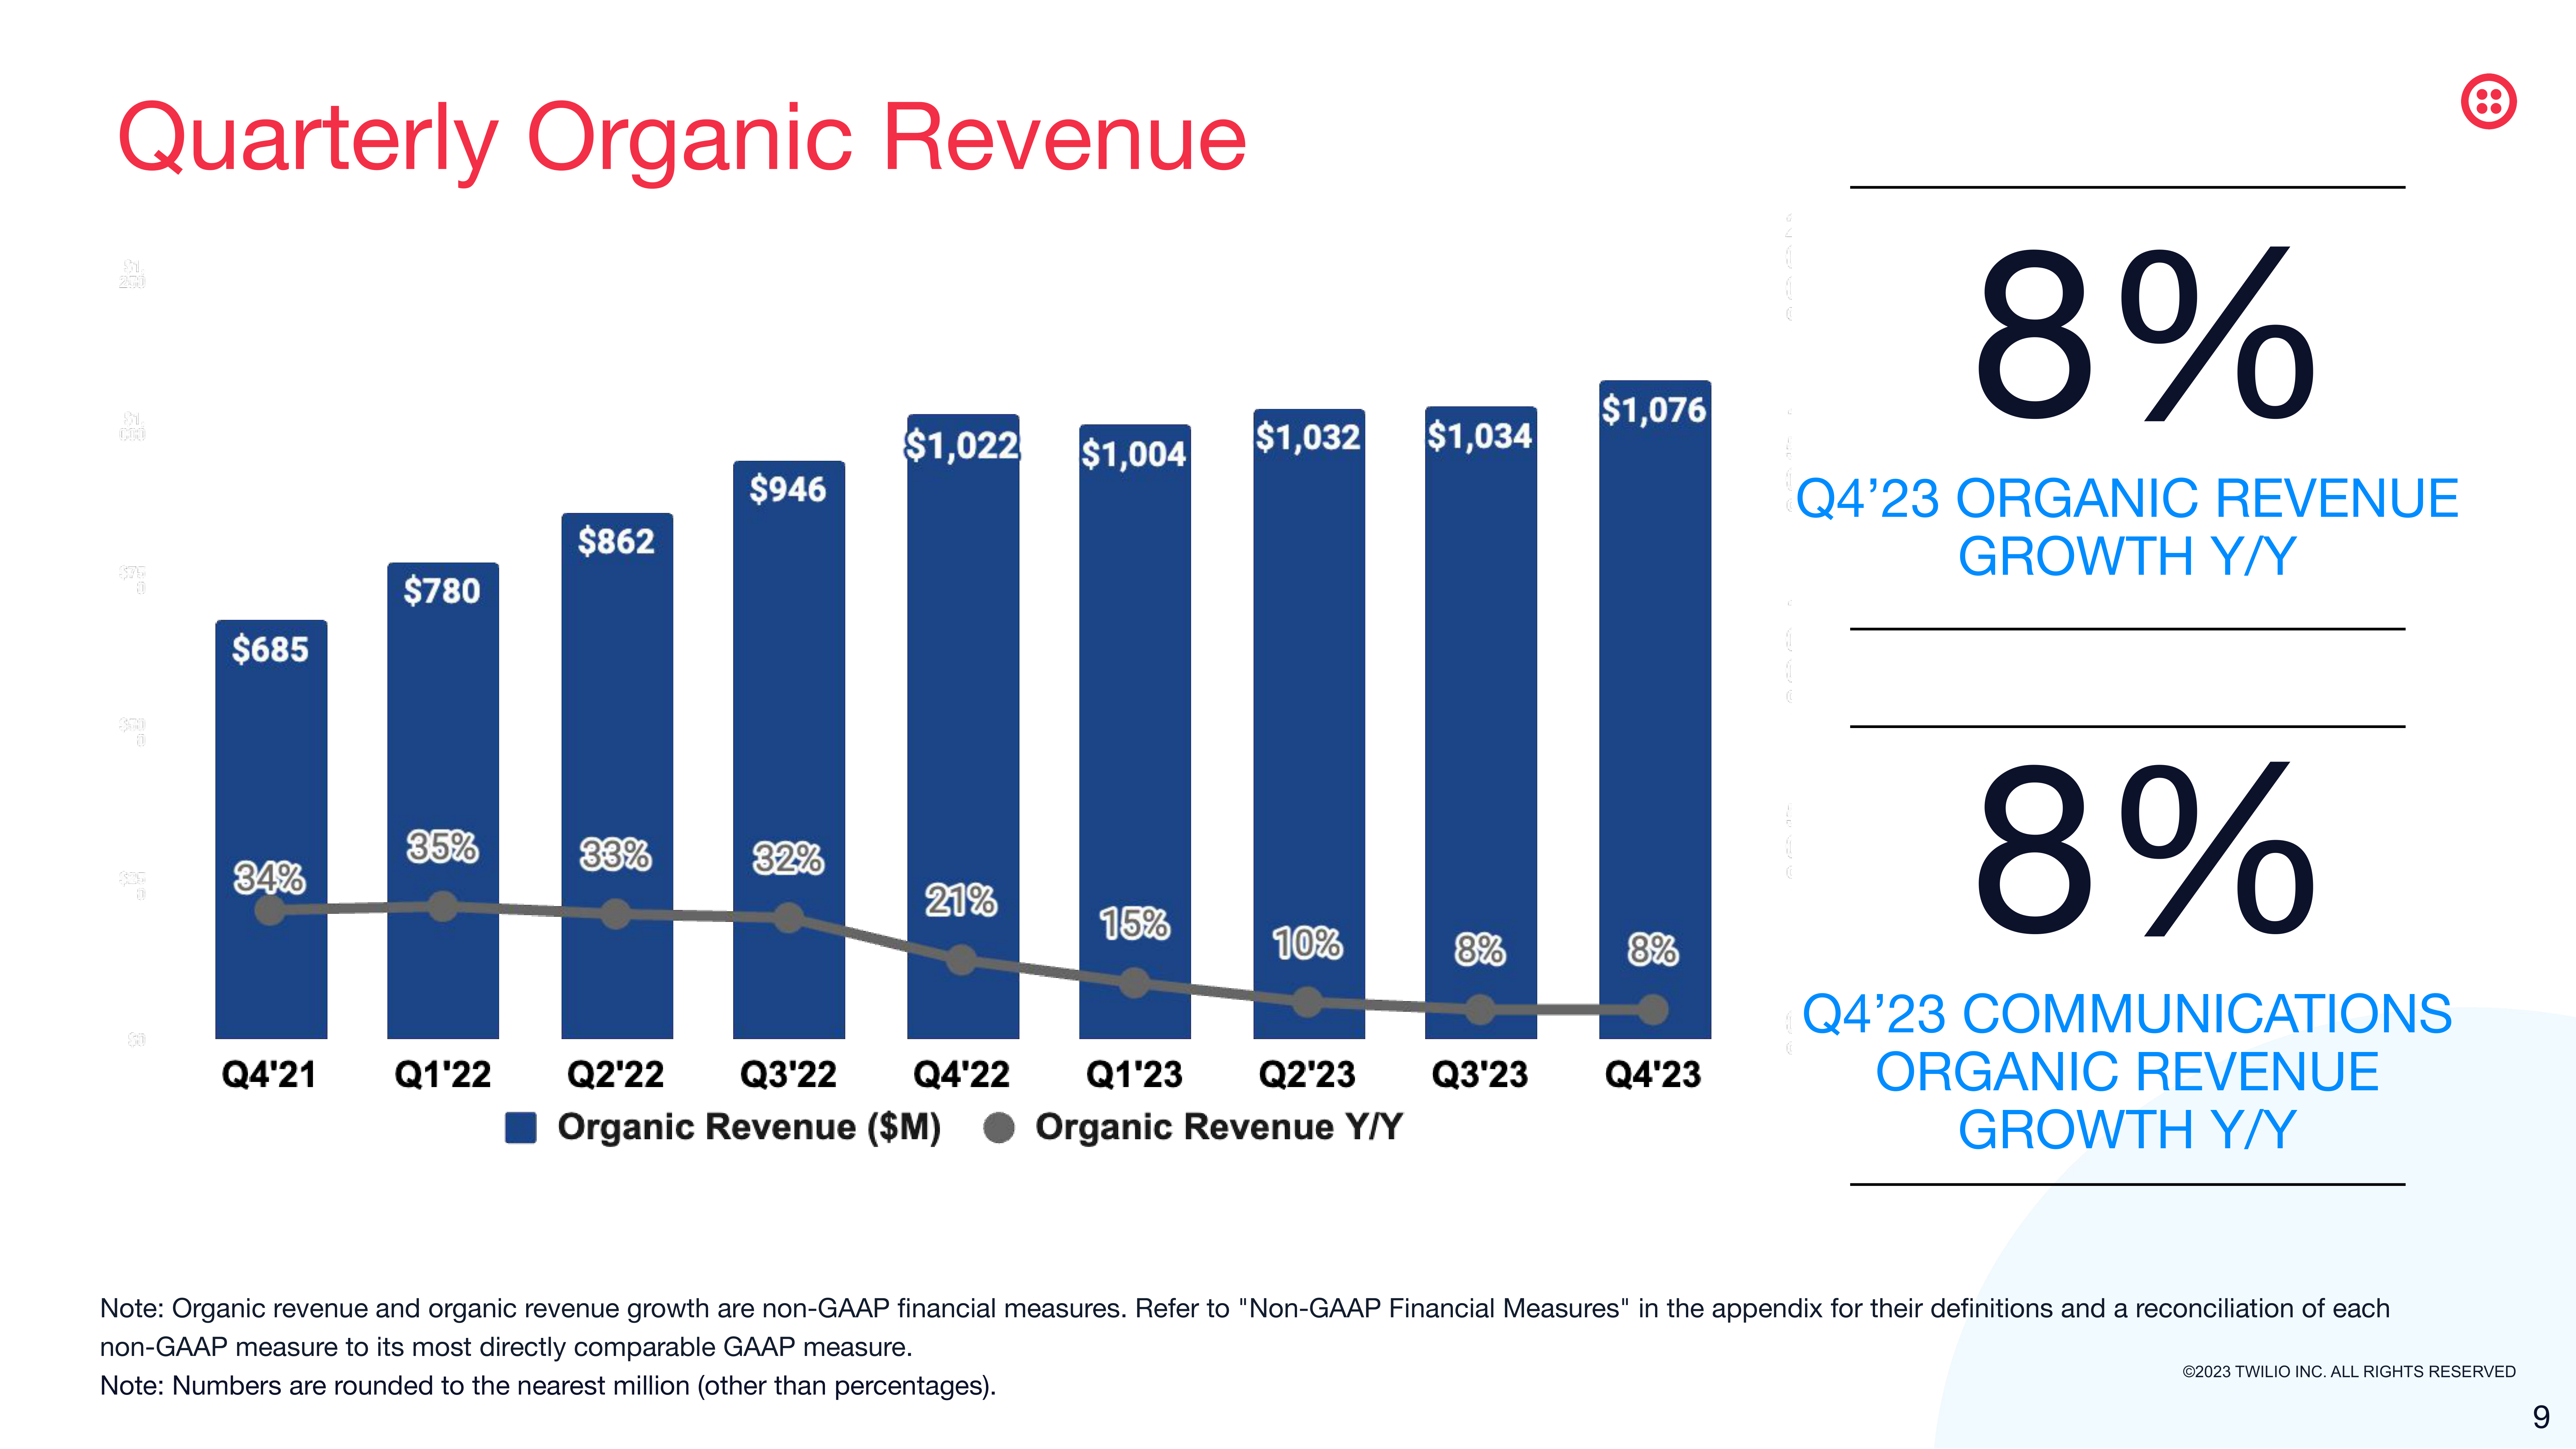 Quarterly Organic Revenue
$685
$780
$862
$946
$1,022
$1,004
$1,032
$1,034
$1,076
34%
35%
33%
32%
21%
15%
10%
8%
8%
Q4'21
Q1'22
Q2'22
Q3'22
Q4'22
Q1'23
Q2'23
Q3'23
Q4'23
Organic Revenue ($M)
Organic Revenue Y/Y
8%
Q4’23 ORGANIC REVENUE
GROWTH Y/Y
8%
Q4’23 COMMUNICATIONS
ORGANIC REVENUE
GROWTH Y/Y
Note: Organic revenue and organic revenue growth are non-GAAP financial measures. Refer to "Non-GAAP Financial Measures" in the appendix for their definitions and a reconciliation of each
non-GAAP measure to its most directly comparable GAAP measure.
Note: Numbers are rounded to the nearest million (other than percentages).
©2023 TWILIO INC. ALL RIGHTS RESERVED
9